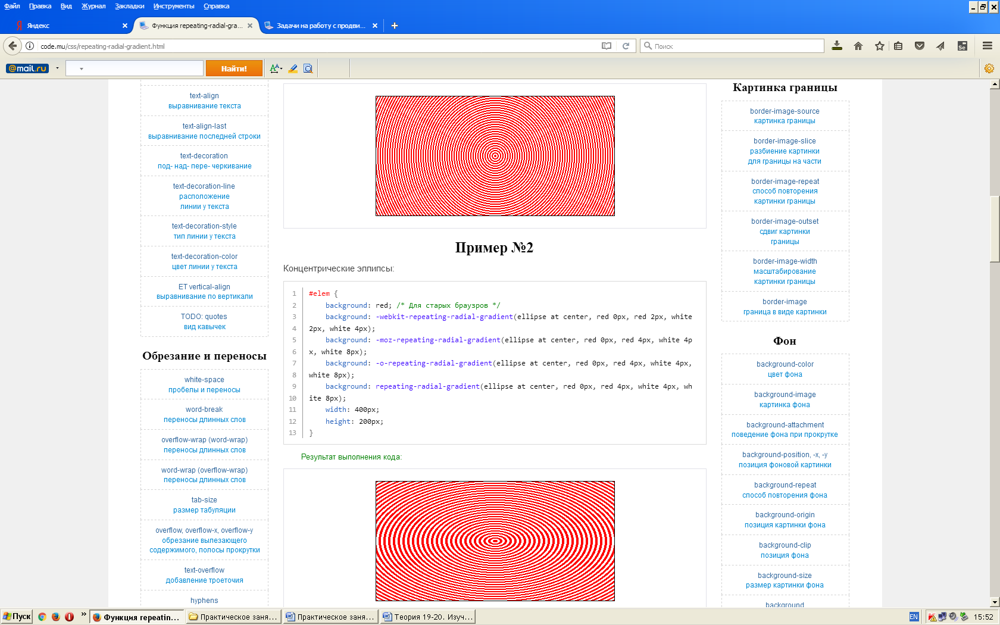 Файл Правка Вид Журнал Закладки Инструменты Справка
Яндекс
Функция repeating-radial-gra...
Задачи на работу с продви...
code.mu/css/repeating-radial-gradient.html
Поиск
@mail.ru
Найти!
text-align
выравнивание текста
text-align-last
выравнивание последней строки
text-decoration
под- над- пере- черкивание
text-decoration-line
расположение
линии у текста
text-decoration-style
тип линии у текста
text-decoration-color
цвет линии у текста
ET vertical-align
выравнивание по вертикали
TODO: quotes
вид кавычек
Обрезание и переносы
white-space
пробелы и переносы
word-break
переносы длинных слов
overflow-wrap (word-wrap)
переносы длинных слов
word-wrap (overflow-wrap)
переносы длинных слов
tab-size
размер табуляции
overflow, overflow-x, overflow-y
обрезание вылезающего
содержимого, полосы прокрутки
text-overflow
добавление троеточия
hyphens
Пример №2
Концентрические эллипсы:
1 #elem {
2 background: red; /* Для старых браузров */
3 background: -webkit-repeating-radial-gradient(ellipse at center, red 0px, red 2px, white
4 2px, white 4px);
5 background: -moz-repeating-radial-gradient(ellipse at center, red 0px, red 4px, white 4p
6 x, white 8px);
7 background: -o-repeating-radial-gradient(ellipse at center, red 0px, red 4px, white 4px,
8 white 8px);
9 background: repeating-radial-gradient(ellipse at center, red 0px, red 4px, white 4px, wh
10 ite 8px);
11 width: 400px;
12 height: 200px;
13 }
Результат выполнения кода:
Картинка границы
border-image-source
картинка границы
border-image-slice
разбиение картинки
для границы на части
border-image-repeat
способ повторения
картинки границы
border-image-outset
сдвиг картинки
границы
border-image-width
масштабирование
картинки границы
border-image
граница в виде картинки
Фон
background-color
цвет фона
background-image
картинка фона
background-attachment
поведение фона при прокрутке
background-position, -x, -y
позиция фоновой картинки
background-repeat
способ повторения фона
background-origin
позиция картинки фона
background-clip
позиция фона
background-size
размер картинки фона
background
Пуск
Функция repeatin...
Практическое заня...
Практическое заня...
Теория 19-20. Изуч...
EN
15:52